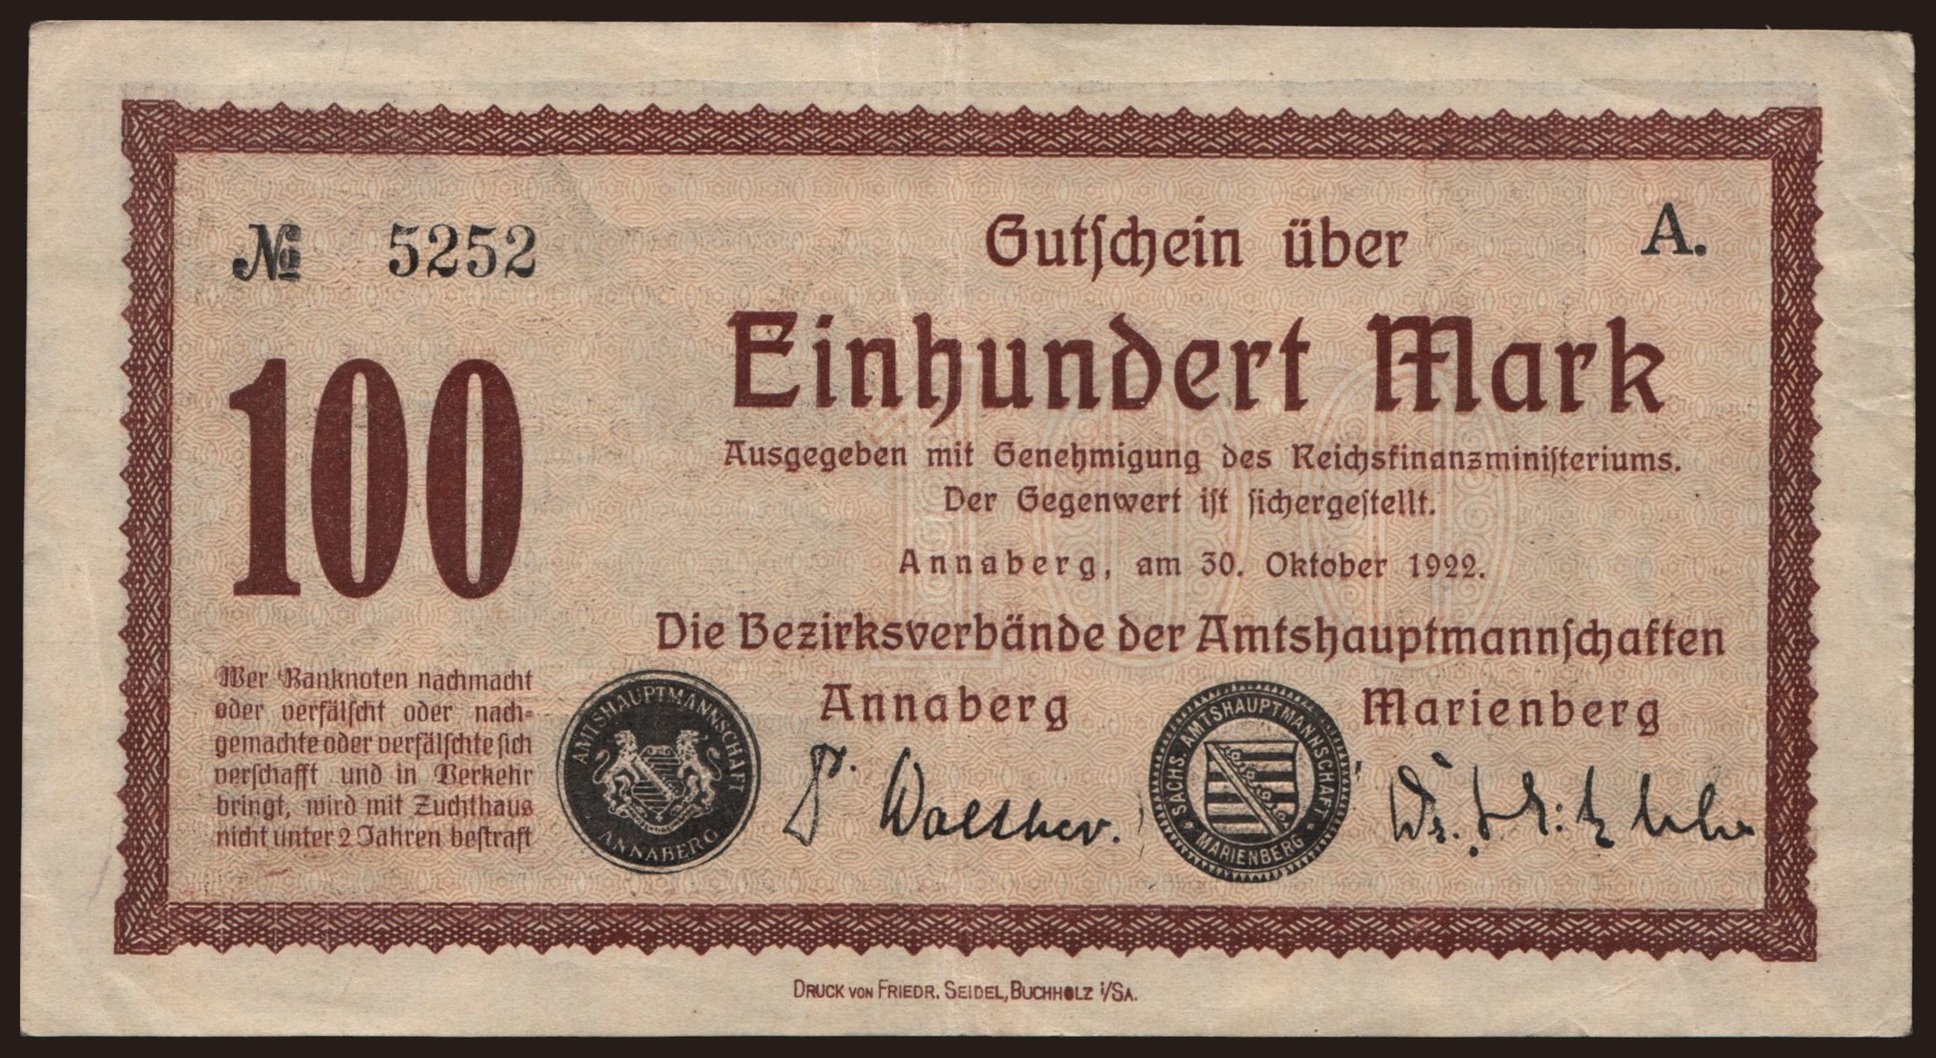 № 5252
A.
Gutschein über
Einhundert Mark
100
Ausgegeben mit Genehmigung des Reichsfinanzministeriums.
Der Gegenwert ist sichergestellt.
Annaberg, am 30. Oktober 1922.
Die Bezirksverbände der Amtshauptmannschaften
Annaberg
Marienberg
Wer Banknoten nachmacht
oder verfälscht oder nach-
gemachte oder verfälschte sich
verschafft und in Verkehr
bringt, wird mit Zuchthaus
nicht unter 2 Jahren bestraft
AMTSHAUPTMANNSCHAFT
ANNABERG
Walther.
SÄCHS. AMTSHAUPTMANNSCHAFT
MARIENBERG
Dr.
DRUCK VON FRIEDR. SEIDEL, BUCHHOLZ i/SA.